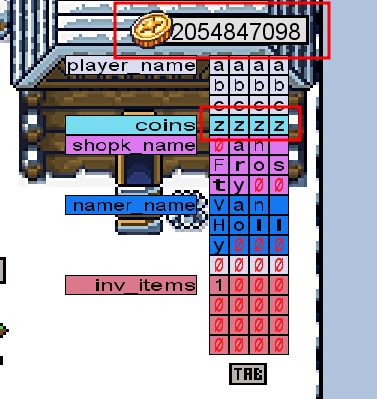 2054847098
player_name a a a a
b b b b
c c c c
coins z z z z
shopk_name 0 a n
F r o s
t y 0 0
namer_name V a n
H o l l
y 0 0 0
0 0 0 0
inv_items 1 0 0 0
0 0 0 0
0 0 0 0
0 0 0 0
TAB